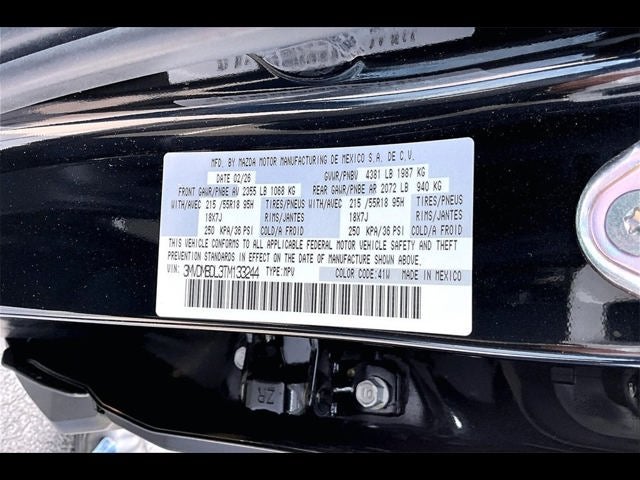 MFD. BY MAZDA MOTOR MANUFACTURING DE MEXICO S.A. DE C.V.
DATE 02/26 GVWR/PNBV 4381 LB 1987 KG
FRONT GAWR/PNBE AV 2355 LB 1068 KG REAR GAWR/PNBE AR 2072 LB 940 KG
WITH/AVEC 215 /55R18 95H TIRES/PNEUS WITH/AVEC 215 /55R18 95H TIRES/PNEUS
18X7J RIMS/JANTES 18X7J RIMS/JANTES
250 KPA/36 PSI COLD/A FROID 250 KPA/36 PSI COLD/A FROID
THIS VEHICLE CONFORMS TO ALL APPLICABLE FEDERAL MOTOR VEHICLE SAFETY AND THEFT
PREVENTION STANDARDS IN EFFECT ON THE DATE OF MANUFACTURE SHOWN ABOVE.
VIN: 3MVDMBDL3TM133244 TYPE:MPV COLOR CODE:41W MADE IN MEXICO
ZR